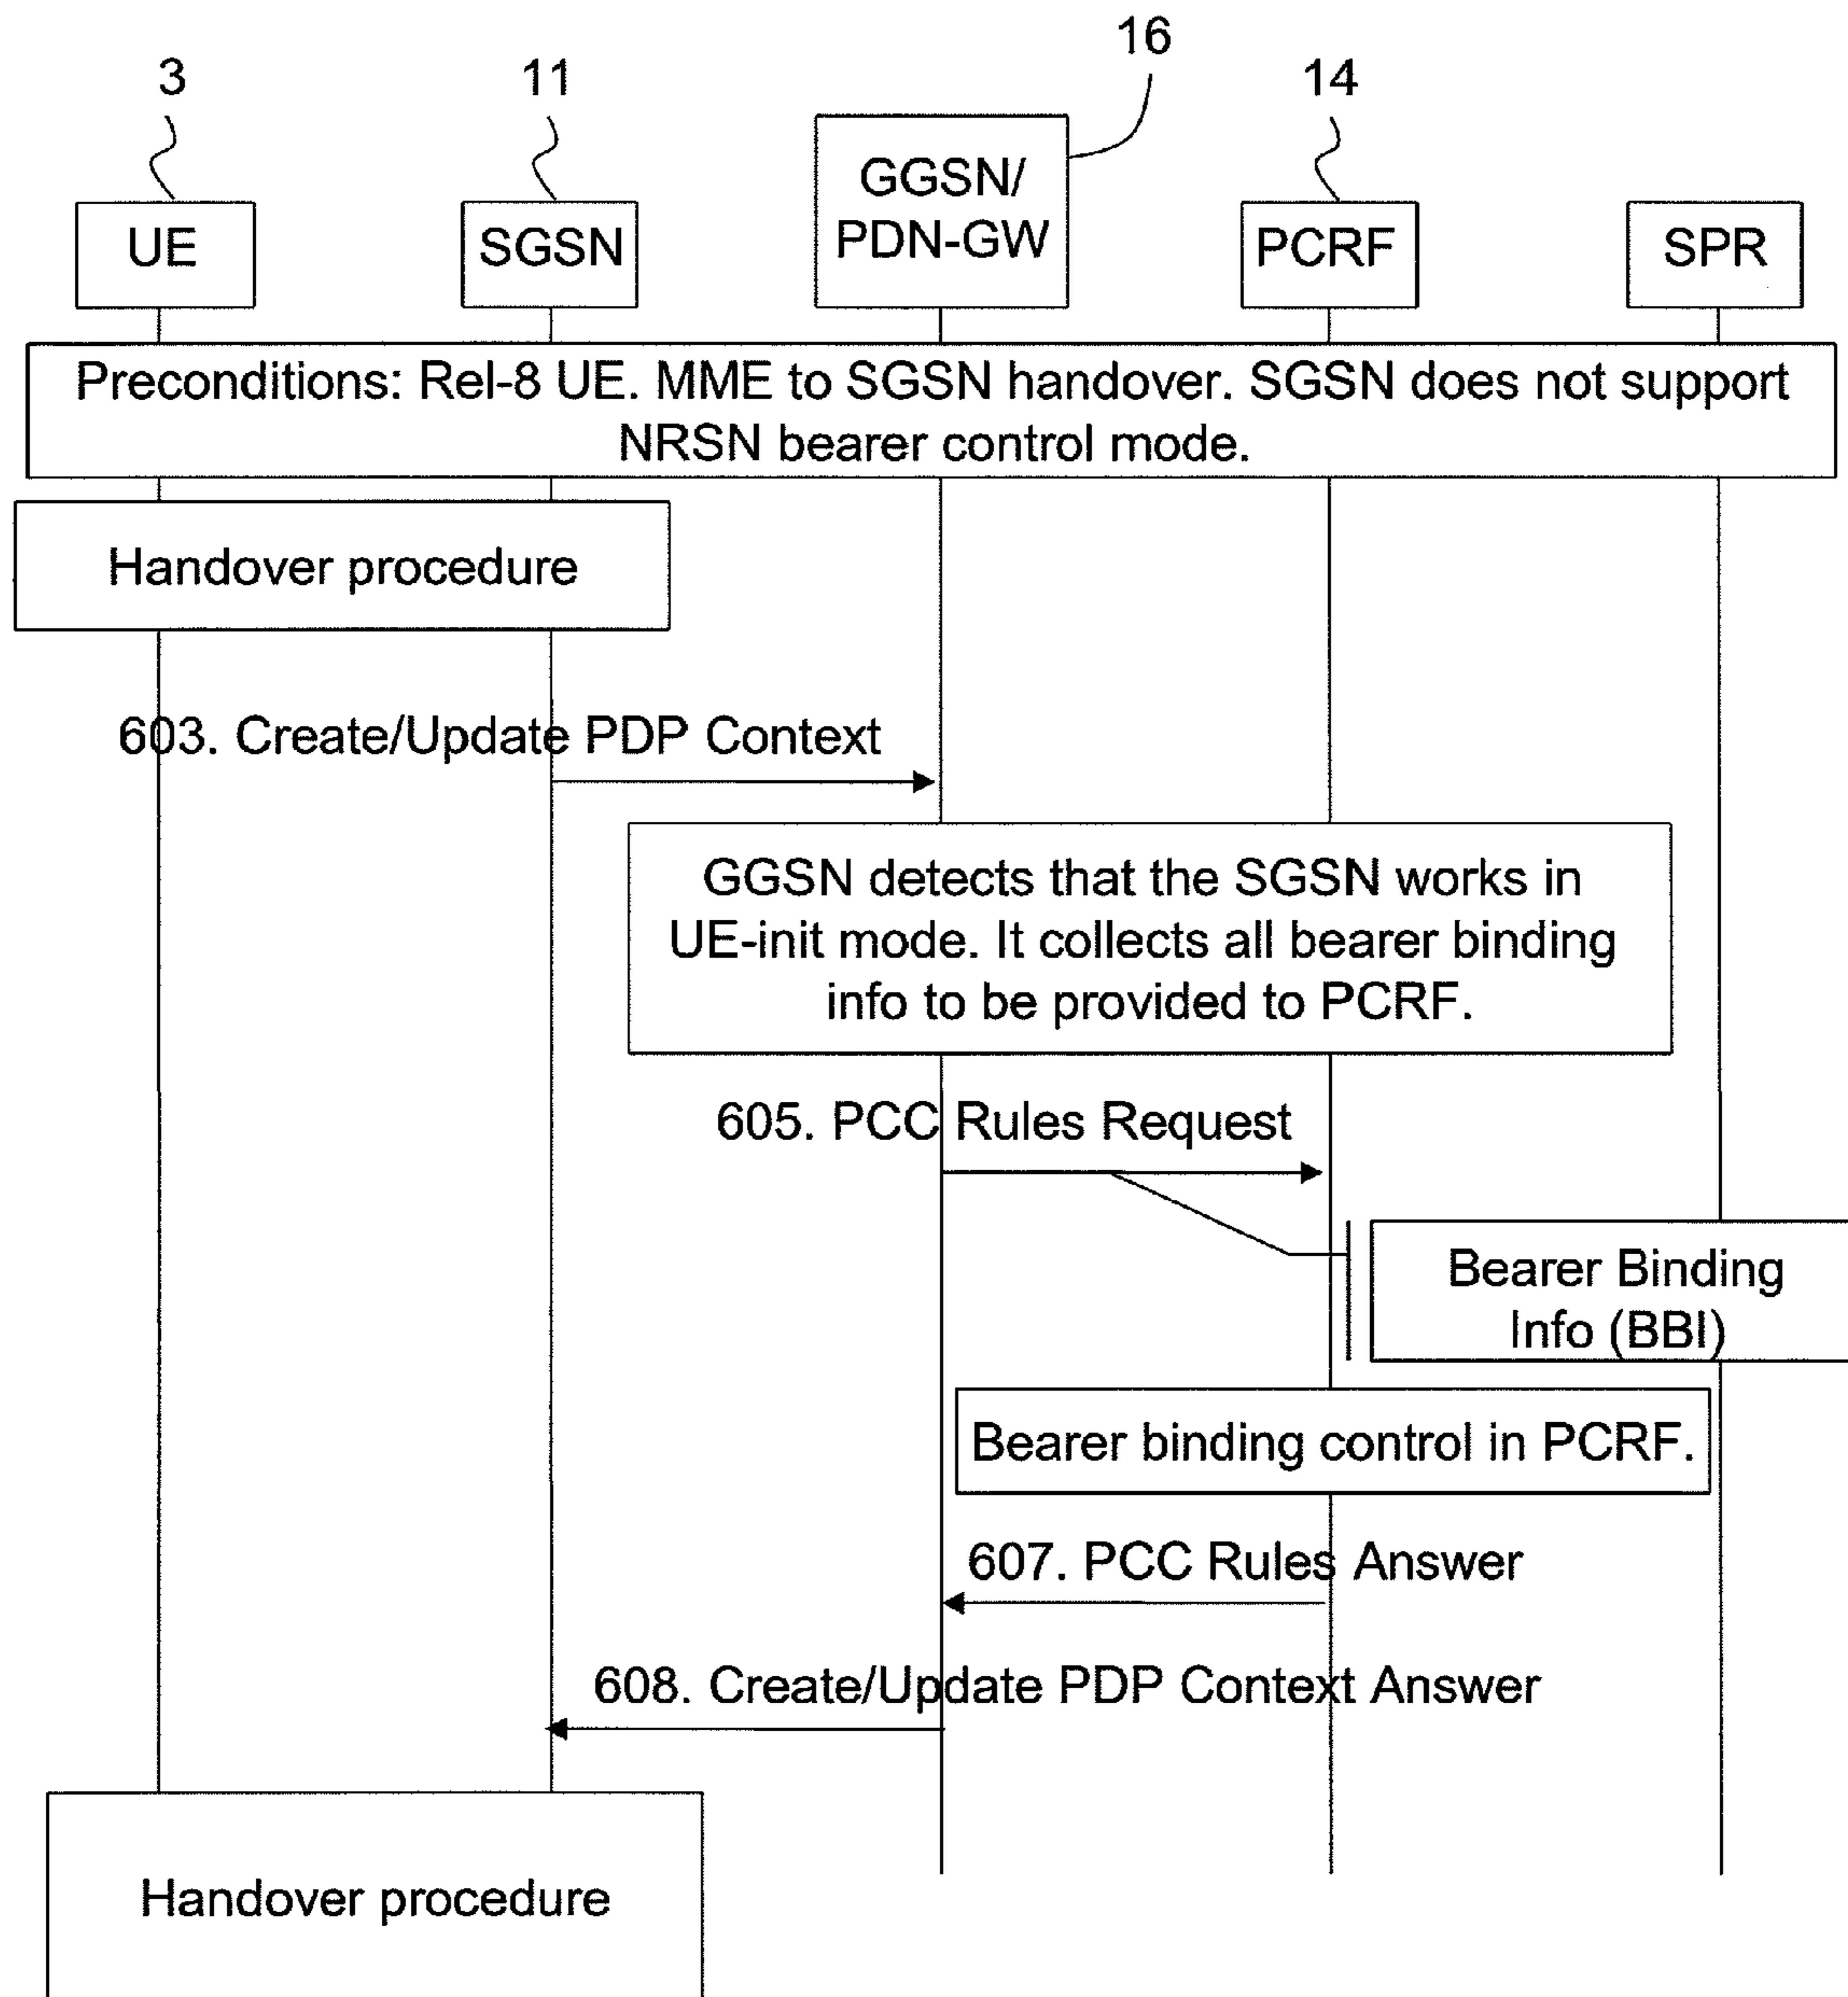 16
3
11
14
UE
SGSN
GGSN/
PDN-GW
PCRF
SPR
Preconditions: Rel-8 UE. MME to SGSN handover. SGSN does not support
NRSN bearer control mode.
Handover procedure
603. Create/Update PDP Context
GGSN detects that the SGSN works in
UE-init mode. It collects all bearer binding
info to be provided to PCRF.
605. PCC Rules Request
Bearer Binding
Info (BBI)
Bearer binding control in PCRF.
607. PCC Rules Answer
608. Create/Update PDP Context Answer
Handover procedure